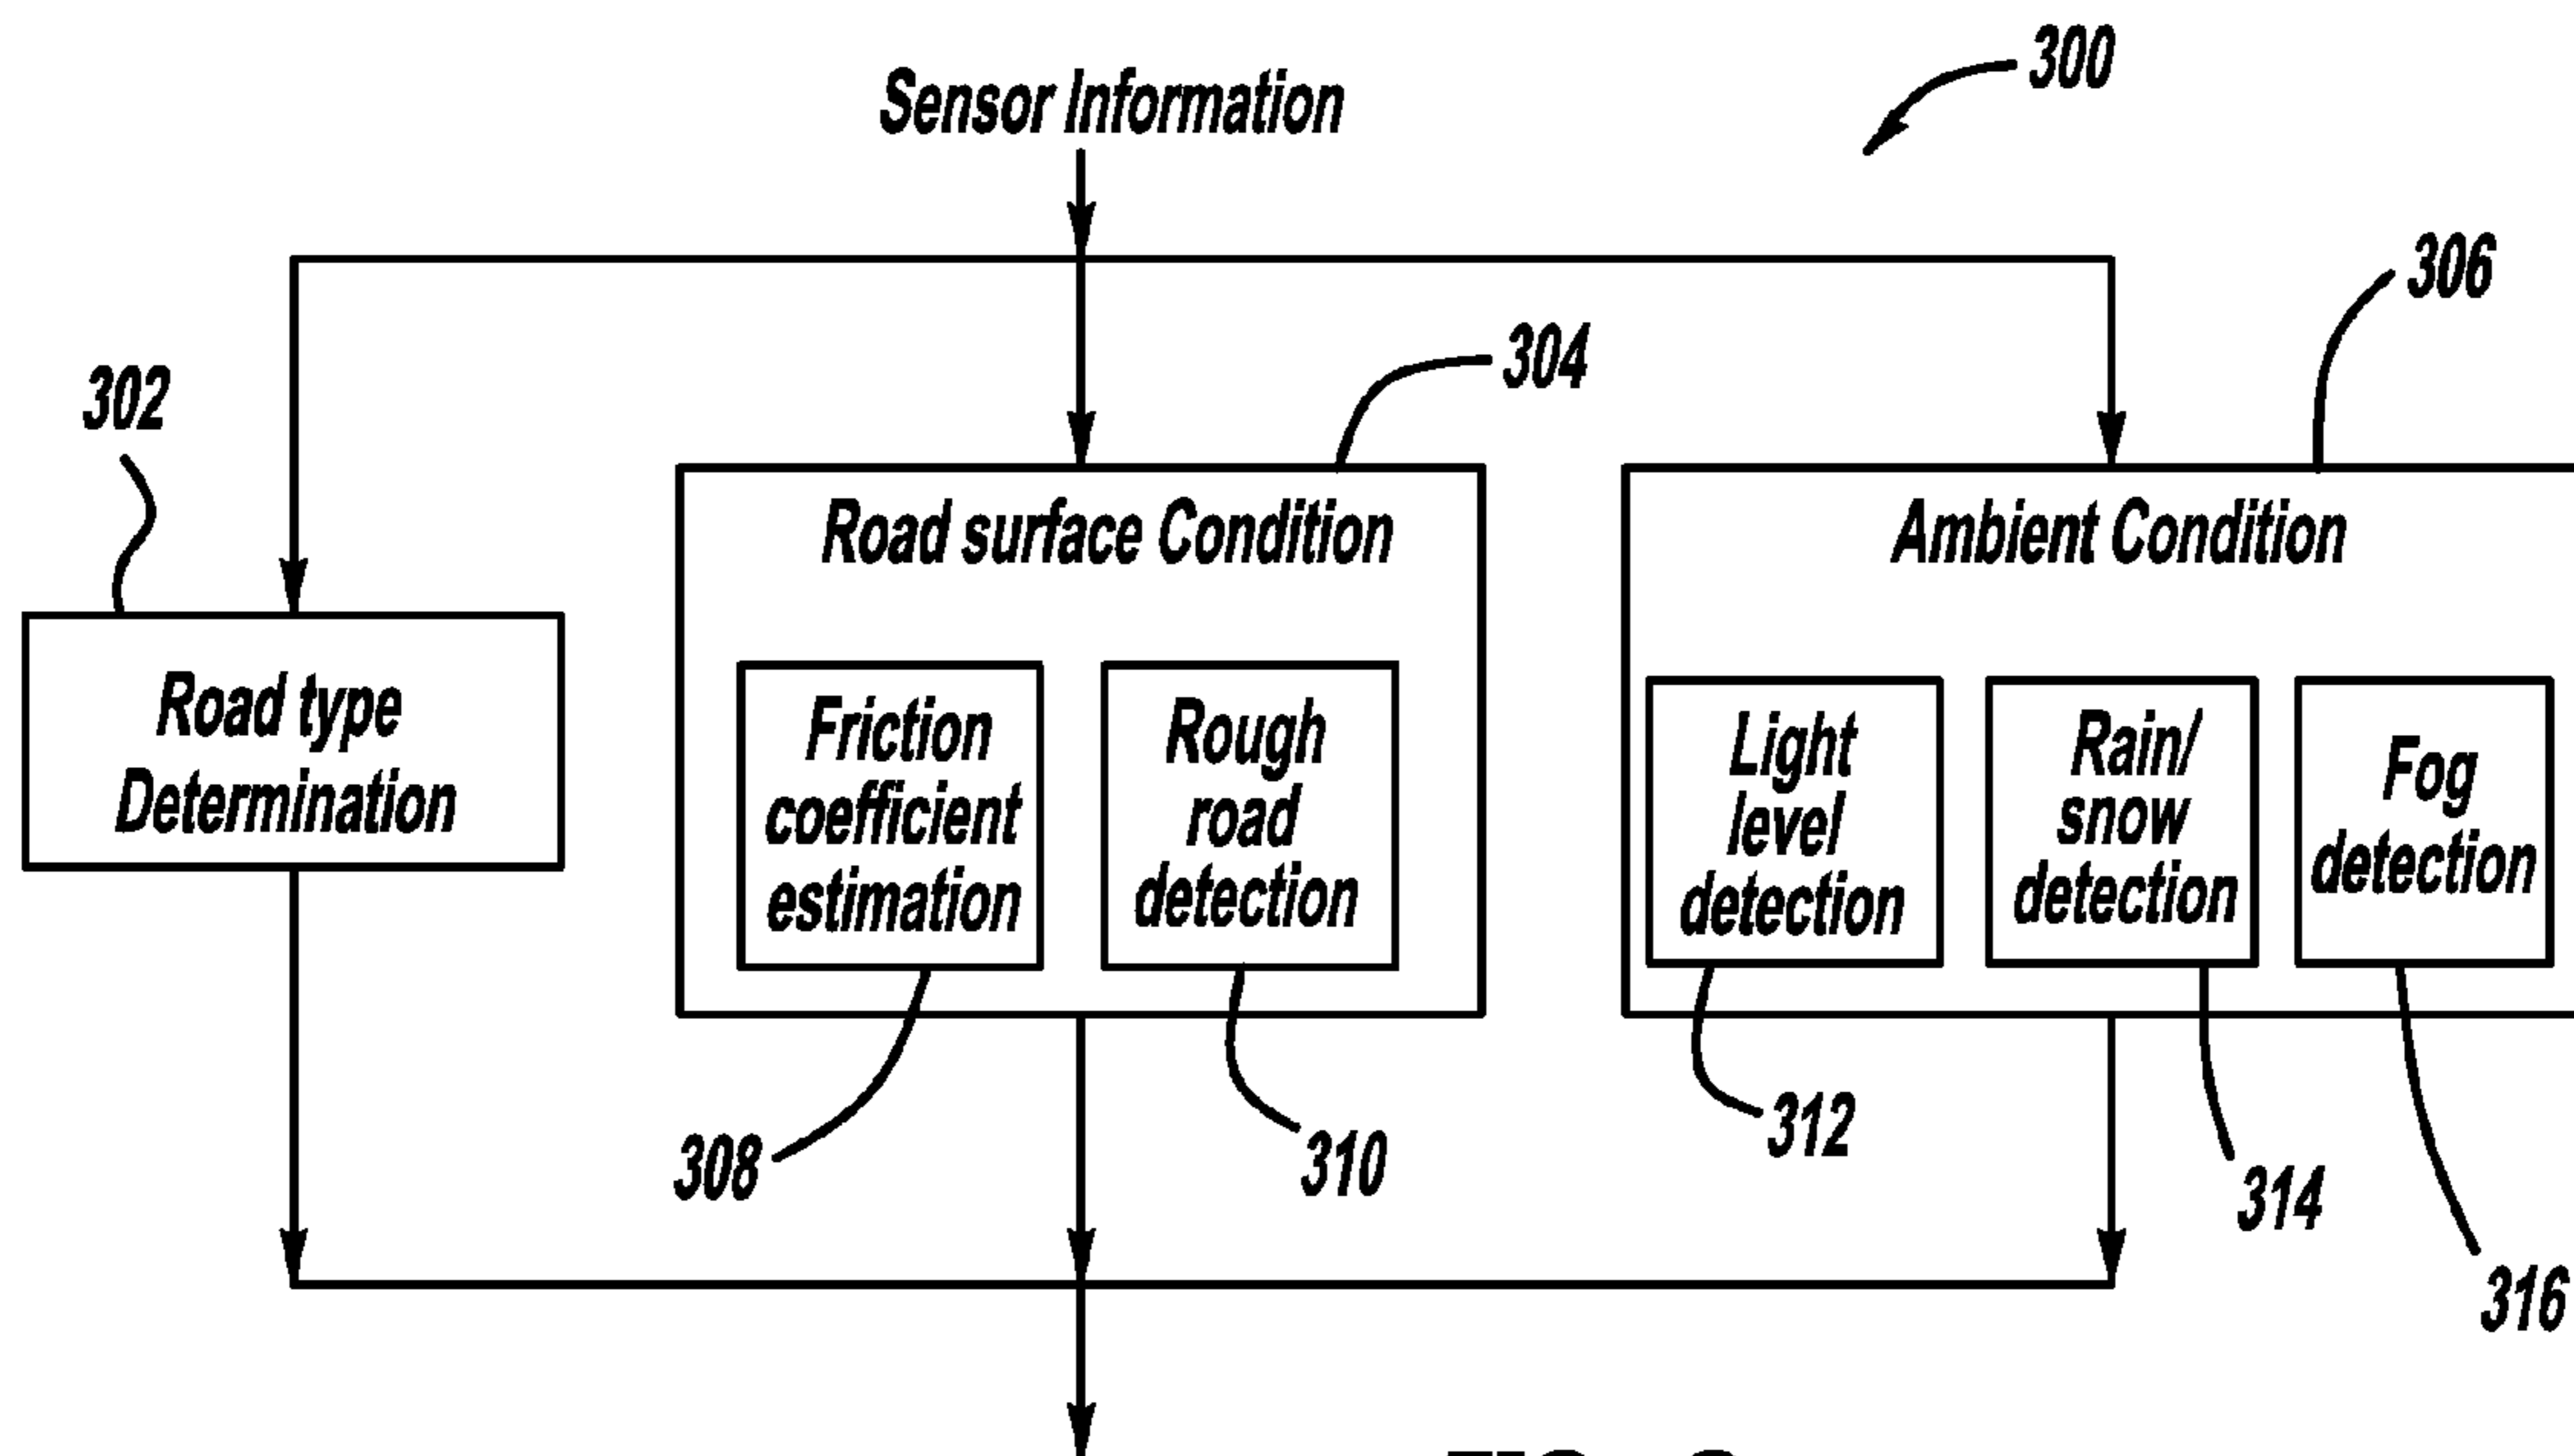 300
Sensor Information
306
304
302
Road surface Condition
Ambient Condition
Road type
Determination
Friction
coefficient
estimation
Rough
road
detection
Light
level
detection
Rain/
snow
detection
Fog
detection
308
310
312
314
316